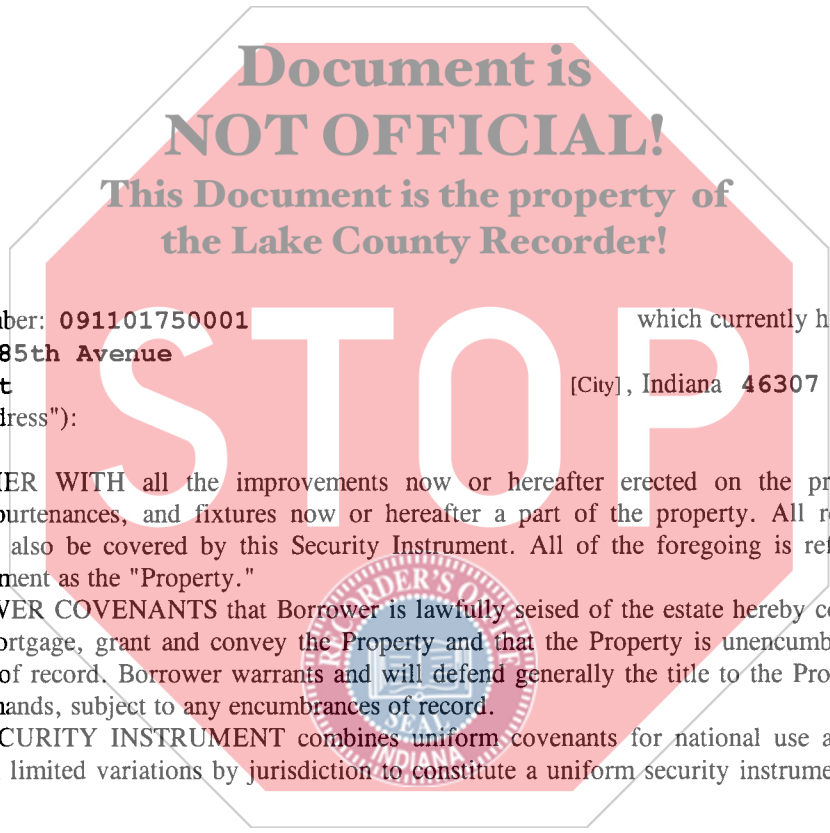 Document is
NOT OFFICIAL!
This Document is the property of
the Lake County Recorder!
STOP
ber: 091101750001 which currently h
85th Avenue
t [City], Indiana 46307
dress"):
ER WITH all the improvements now or hereafter erected on the pr
purtenances, and fixtures now or hereafter a part of the property. All r
also be covered by this Security Instrument. All of the foregoing is ref
ment as the "Property."
VER COVENANTS that Borrower is lawfully seised of the estate hereby c
ortgage, grant and convey the Property and that the Property is unencumb
of record. Borrower warrants and will defend generally the title to the Pro
nands, subject to any encumbrances of record.
CURITY INSTRUMENT combines uniform covenants for national use a
limited variations by jurisdiction to constitute a uniform security instrume
RECORDER'S OFFICE
SEAL
INDIANA